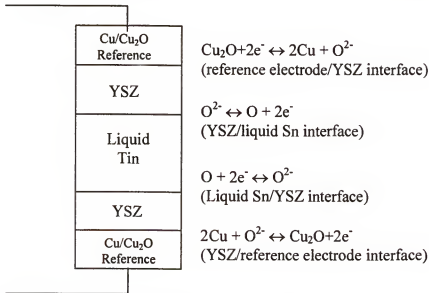 Cu/Cu₂O
Reference
Cu₂O+2e⁻ ↔ 2Cu + O²⁻
(reference electrode/YSZ interface)
YSZ
O²⁻ ↔ O + 2e⁻
(YSZ/liquid Sn interface)
Liquid
Tin
O + 2e⁻ ↔ O²⁻
(Liquid Sn/YSZ interface)
YSZ
2Cu + O²⁻ ↔ Cu₂O+2e⁻
(YSZ/reference electrode interface)
Cu/Cu₂O
Reference